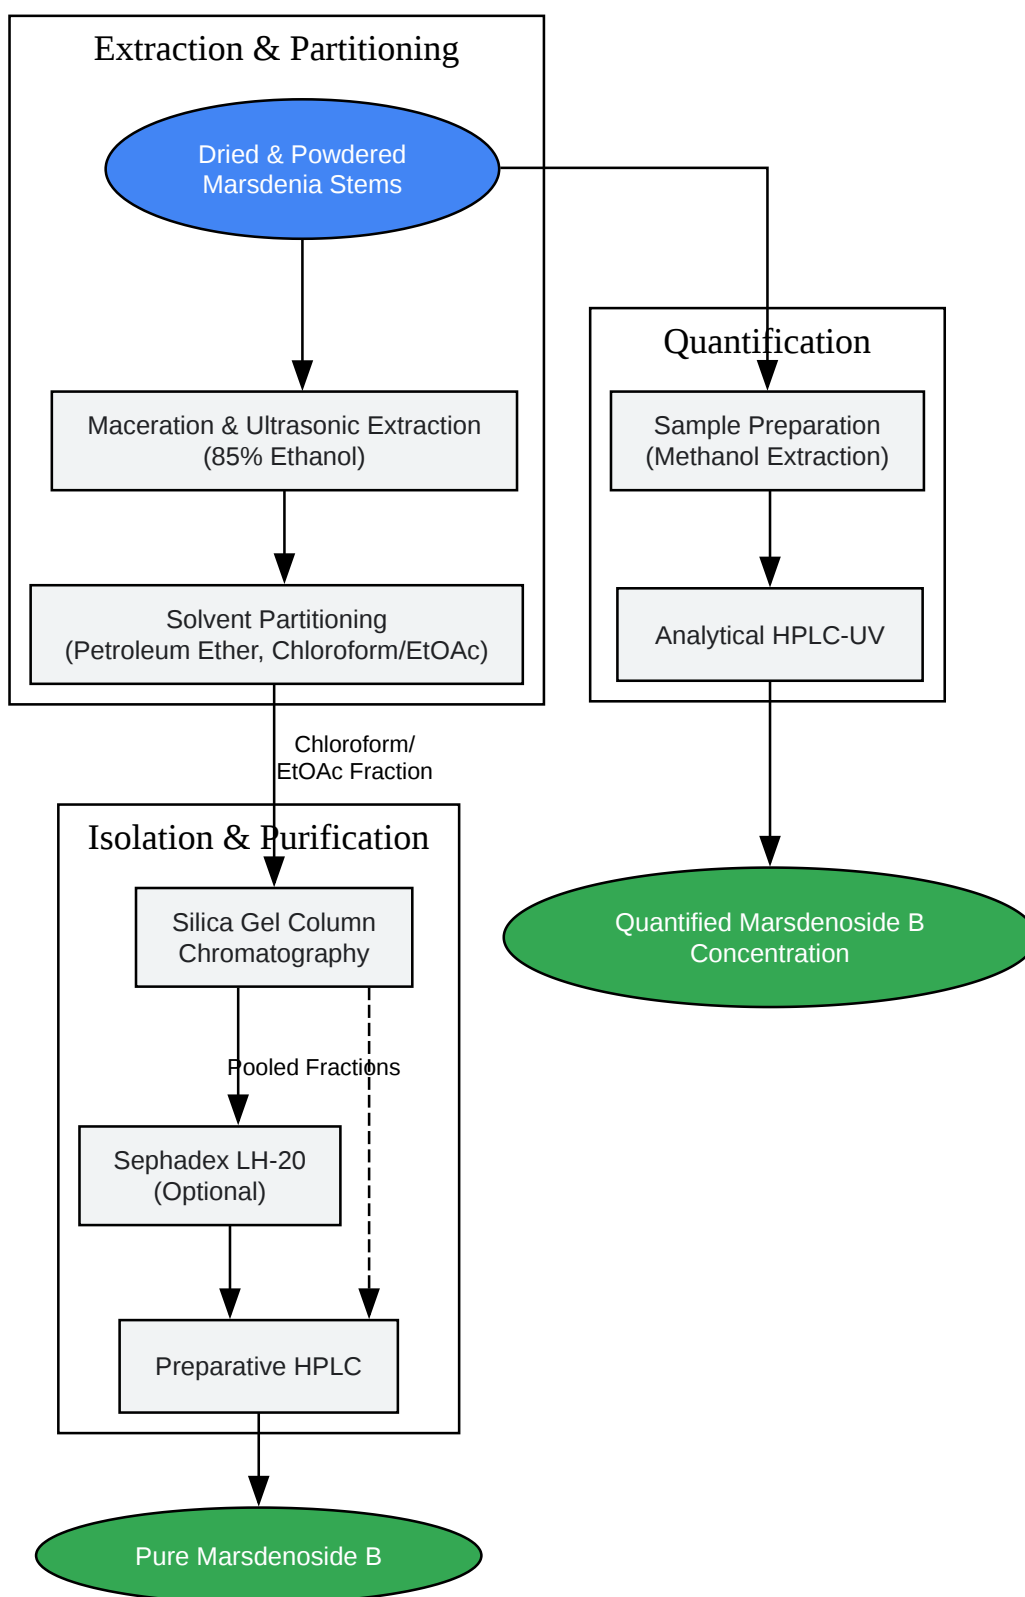 Extraction & Partitioning
Dried & Powdered
Marsdenia Stems
Maceration & Ultrasonic Extraction
(85% Ethanol)
Solvent Partitioning
(Petroleum Ether, Chloroform/EtOAc)
Quantification
Sample Preparation
(Methanol Extraction)
Analytical HPLC-UV
Quantified Marsdenoside B
Concentration
Chloroform/
EtOAc Fraction
Isolation & Purification
Silica Gel Column
Chromatography
Pooled Fractions
Sephadex LH-20
(Optional)
Preparative HPLC
Pure Marsdenoside B